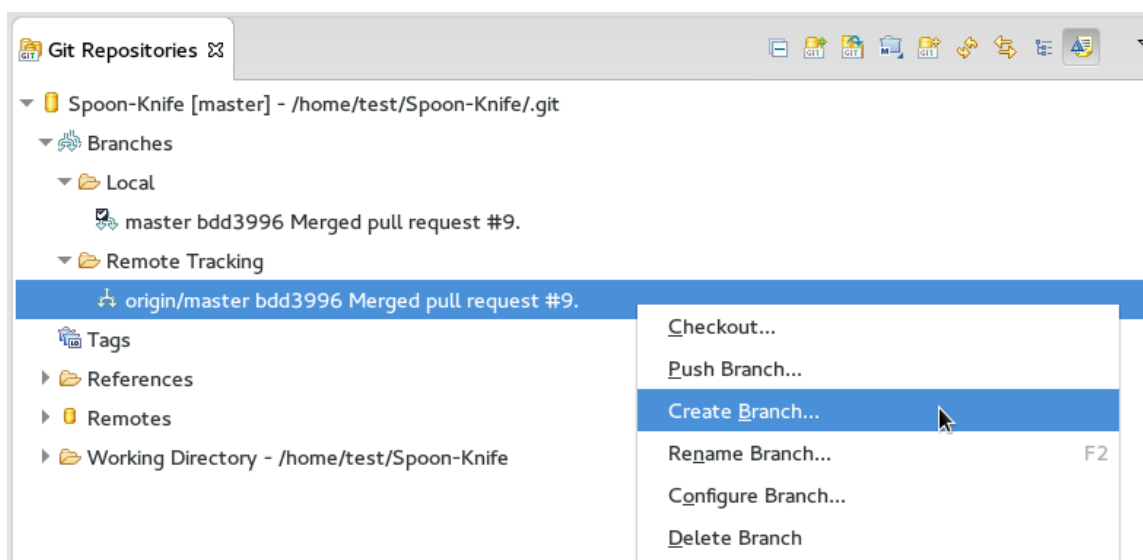 Git Repositories
Spoon-Knife [master] - /home/test/Spoon-Knife/.git
Branches
Local
master bdd3996 Merged pull request #9.
Remote Tracking
origin/master bdd3996 Merged pull request #9.
Tags
References
Remotes
Working Directory - /home/test/Spoon-Knife
Checkout...
Push Branch...
Create Branch...
Rename Branch... F2
Configure Branch...
Delete Branch